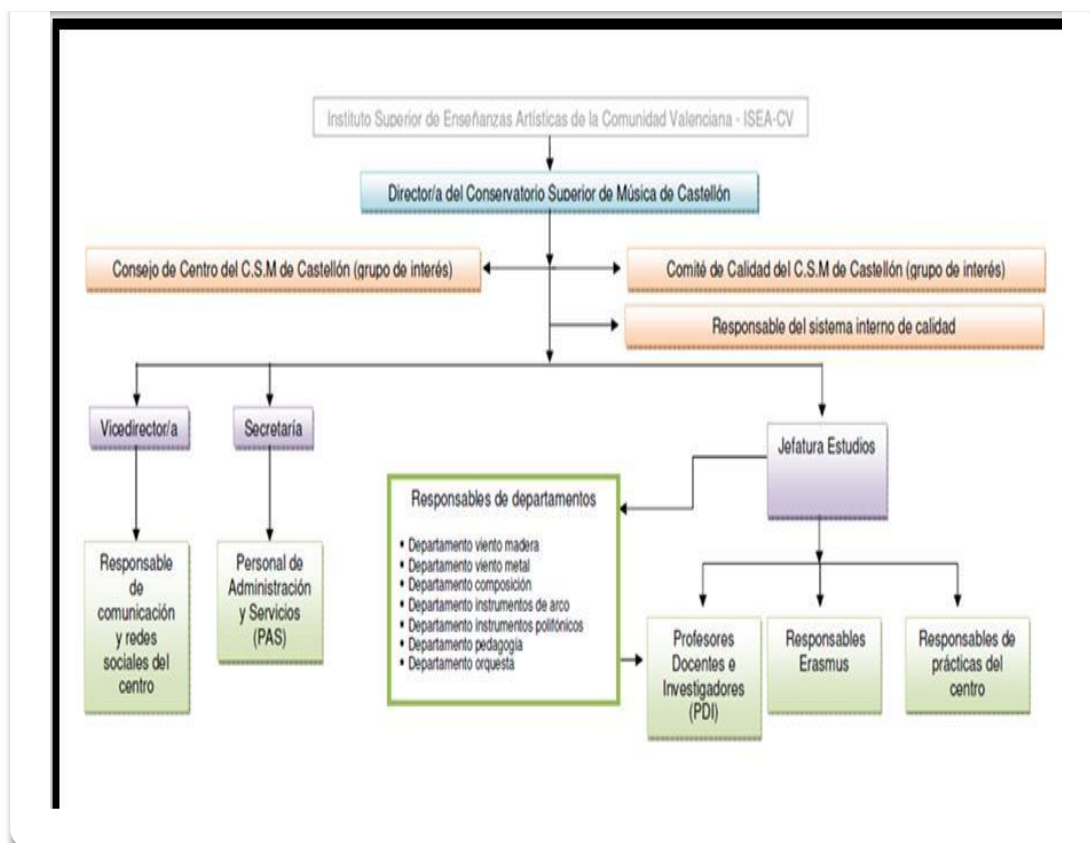 Instituto Superior de Enseñanzas Artísticas de la Comunidad Valenciana - ISEA-CV
Director/a del Conservatorio Superior de Música de Castellón
Consejo de Centro del C.S.M de Castellón (grupo de interés)
Comité de Calidad del C.S.M de Castellón (grupo de interés)
Responsable del sistema interno de calidad
Vicedirector/a
Secretaría
Jefatura Estudios
Responsable
de
comunicación
y redes
sociales del
centro
Personal de
Administración
y Servicios
(PAS)
Responsables de departamentos
▪ Departamento viento madera
▪ Departamento viento metal
▪ Departamento composición
▪ Departamento instrumentos de arco
▪ Departamento instrumentos polifónicos
▪ Departamento pedagogía
▪ Departamento orquesta
Profesores
Docentes e
Investigadores
(PDI)
Responsables
Erasmus
Responsables de
prácticas del
centro